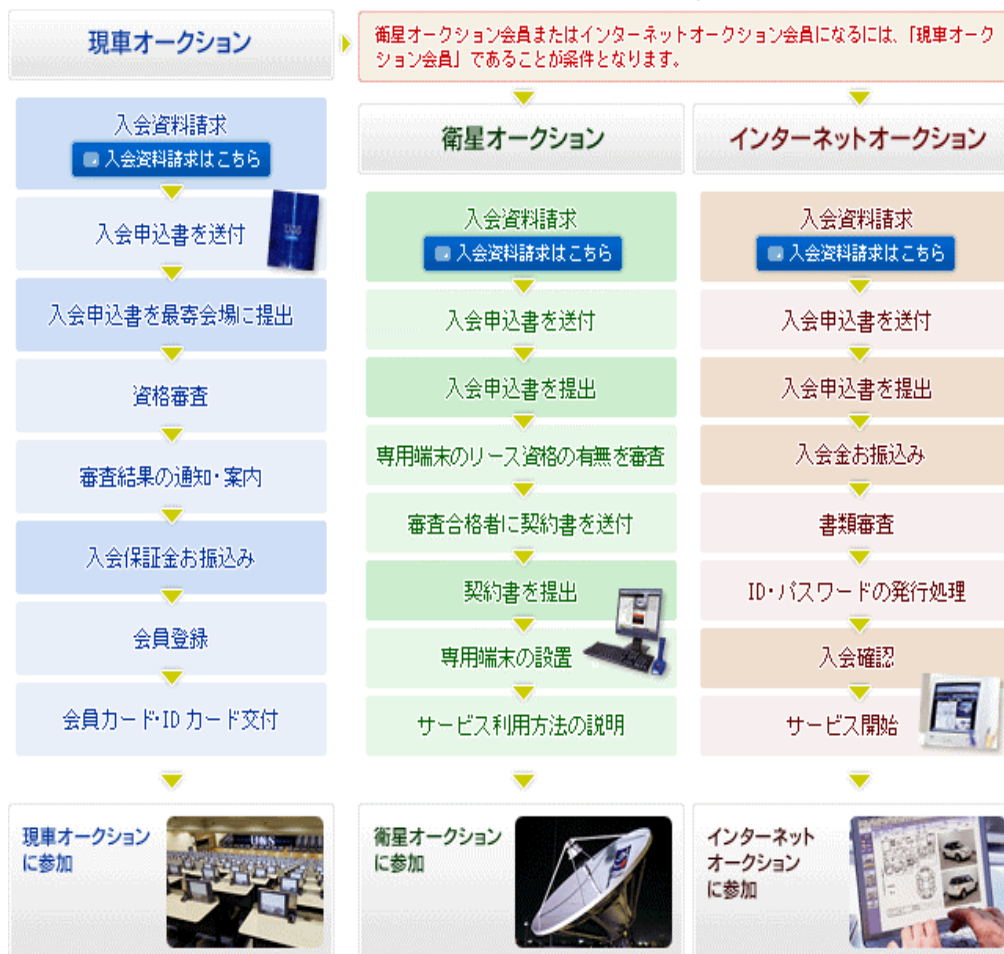 現車オークション
衛星オークション会員またはインターネットオークション会員になるには、「現車オーク
ション会員」であることが条件となります。
入会資料請求
入会資料請求はこちら
入会申込書を送付
入会申込書を最寄会場に提出
資格審査
審査結果の通知・案内
入会保証金お振込み
会員登録
会員カード・ID カード交付
現車オークション
に参加
衛星オークション
入会資料請求
入会資料請求はこちら
入会申込書を送付
入会申込書を提出
専用端末のリース資格の有無を審査
審査合格者に契約書を送付
契約書を提出
専用端末の設置
サービス利用方法の説明
衛星オークション
に参加
インターネットオークション
入会資料請求
入会資料請求はこちら
入会申込書を送付
入会申込書を提出
入会金お振込み
書類審査
ID・パスワードの発行処理
入会確認
サービス開始
インターネット
オークション
に参加